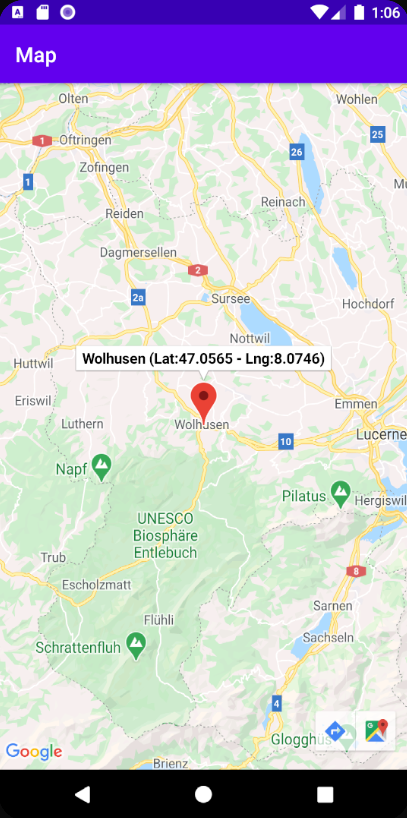 1:06
Map
Olten
Wohlen
25
1
Oftringen
26
Zofingen
1
Reinach
Mu
Reiden
Dagmersellen
2
2a
Sursee
Hochdorf
Nottwil
Wolhusen (Lat:47.0565 - Lng:8.0746)
Huttwil
Eriswil
Emmen
Luthern
Wolhusen
Lucerne
10
Napf
Pilatus
Hergiswil
UNESCO
Biosphäre
Entlebuch
Trub
8
Escholzmatt
Sarnen
Flühli
Sachseln
Schrattenfluh
4
Glogghüs
Google
Brienz